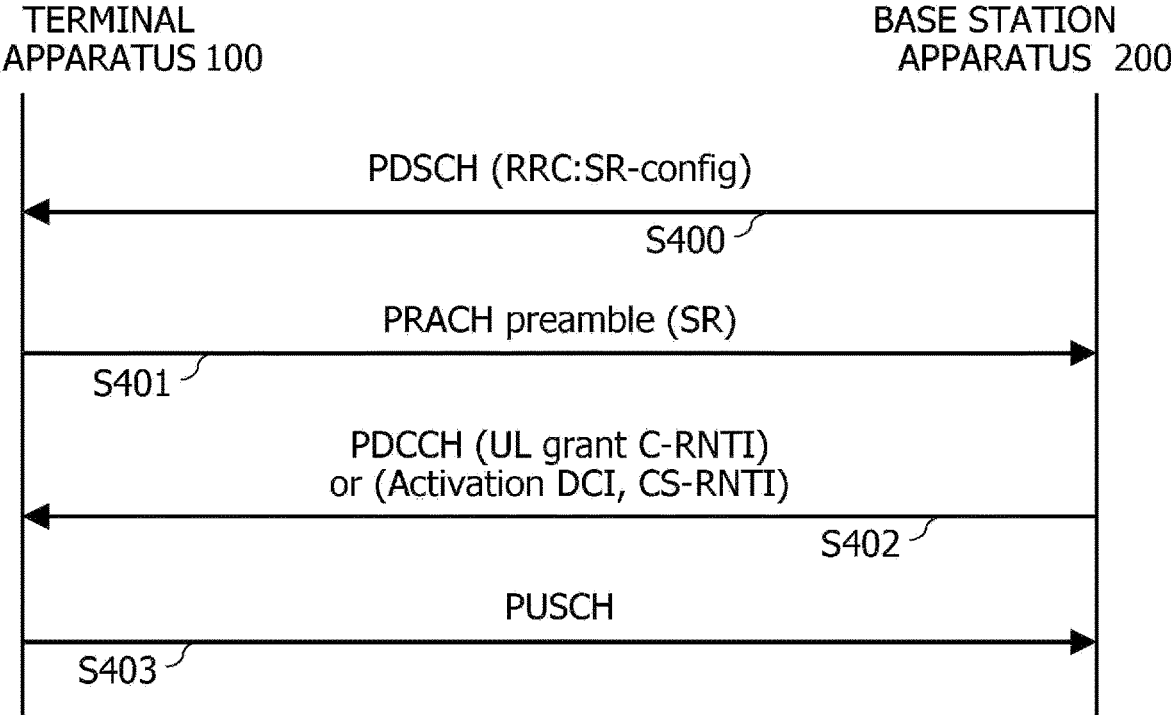 TERMINAL
APPARATUS 100
BASE STATION
APPARATUS 200
PDSCH (RRC:SR-config)
S400
PRACH preamble (SR)
S401
PDCCH (UL grant C-RNTI)
or (Activation DCI, CS-RNTI)
S402
PUSCH
S403